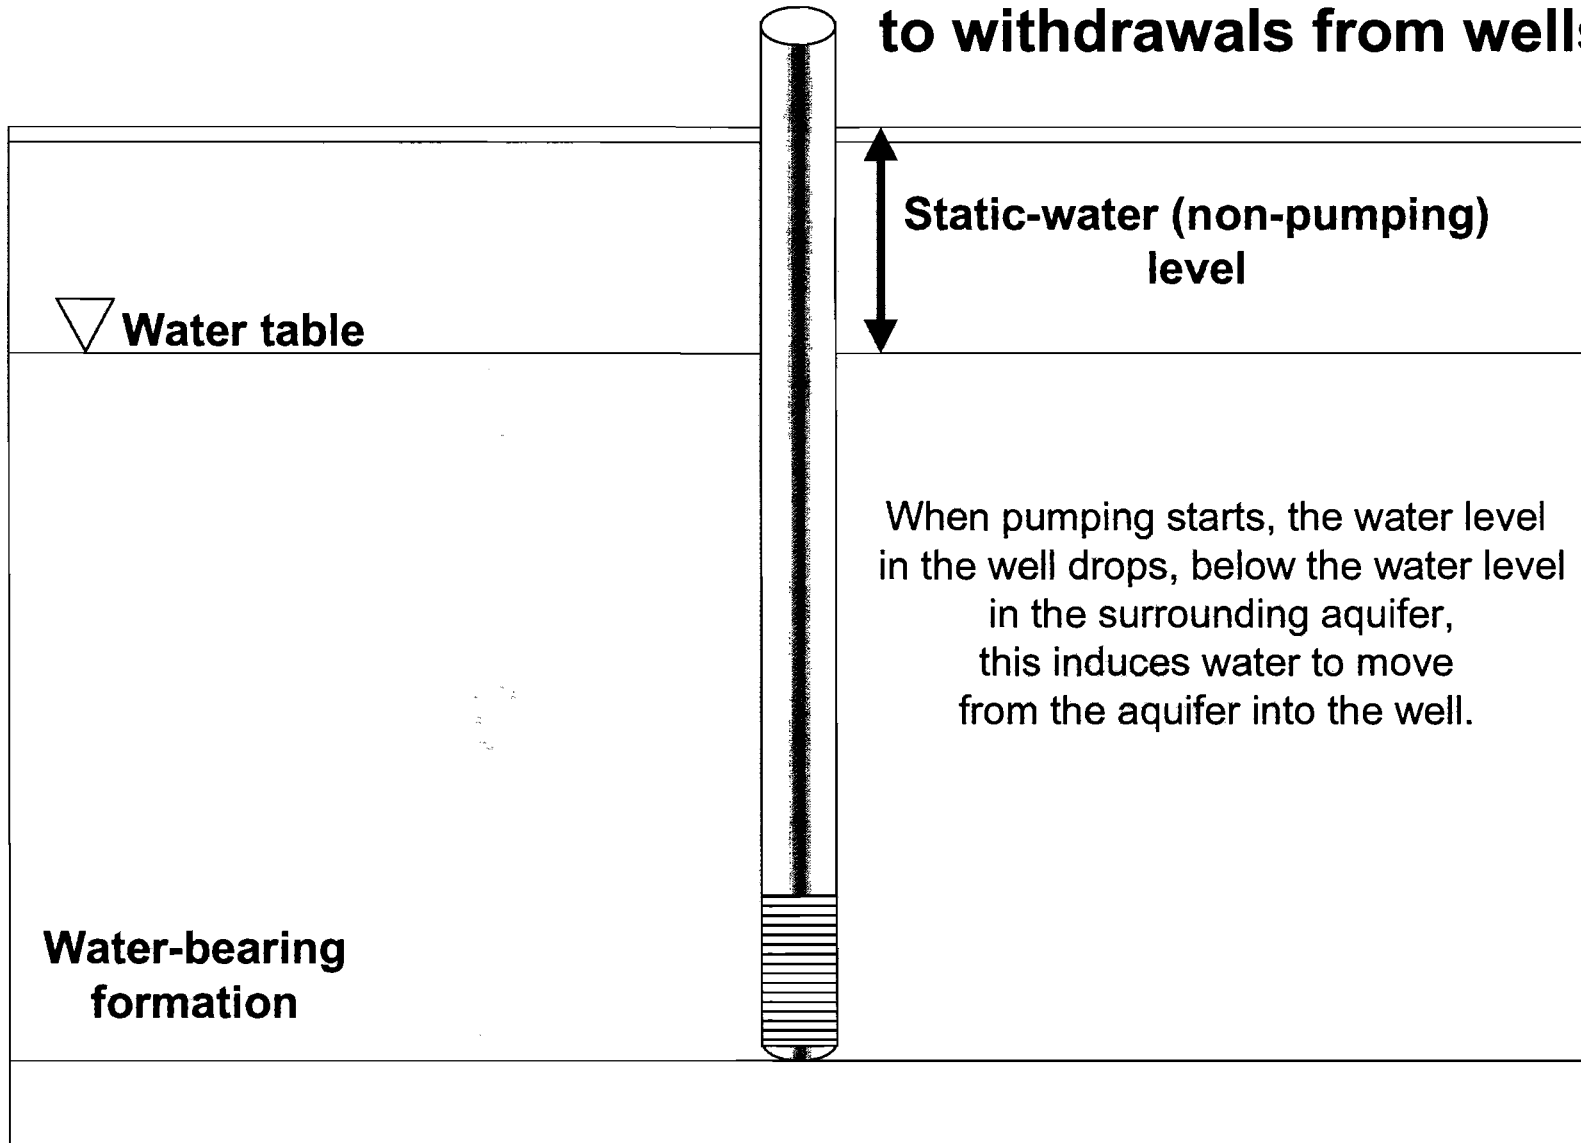 to withdrawals from wells
Static-water (non-pumping)
level
Water table
When pumping starts, the water level
in the well drops, below the water level
in the surrounding aquifer,
this induces water to move
from the aquifer into the well.
Water-bearing
formation